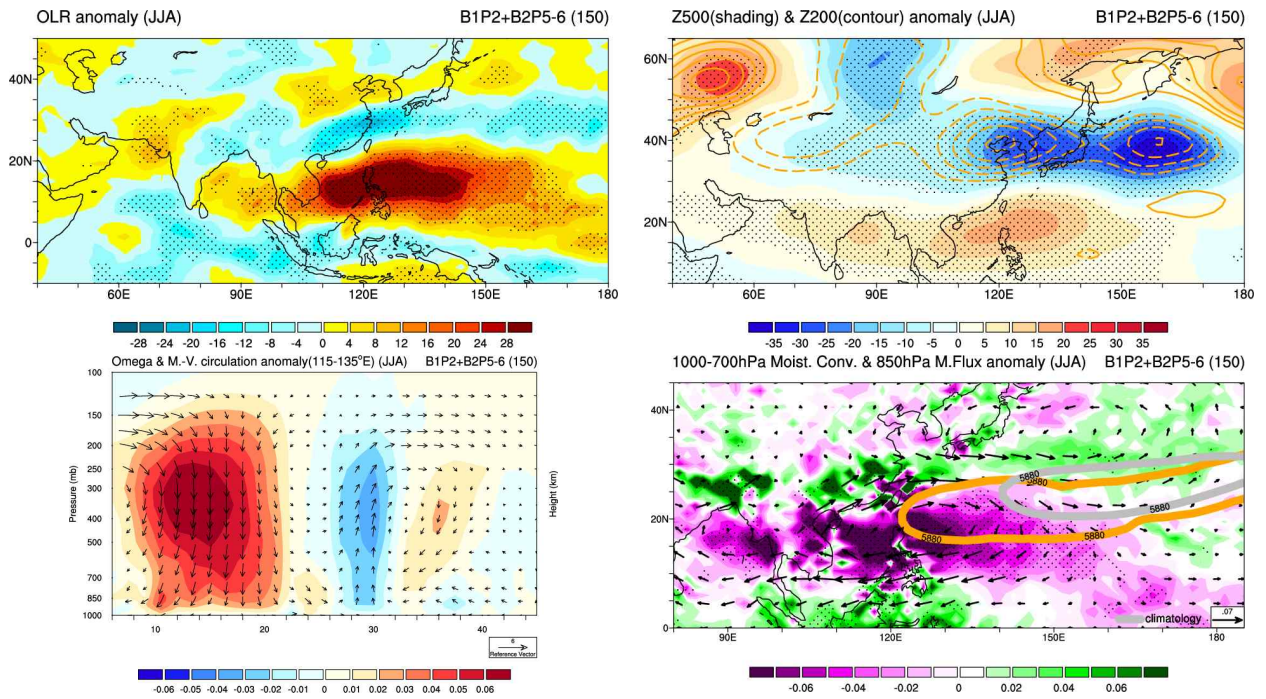 OLR anomaly (JJA) B1P2+B2P5-6 (150)
40N
20N
0
60E 90E 120E 150E 180
-28 -24 -20 -16 -12 -8 -4 0 4 8 12 16 20 24 28
Z500(shading) & Z200(contour) anomaly (JJA) B1P2+B2P5-6 (150)
60N
40N
20N
60E 90E 120E 150E 180
-35 -30 -25 -20 -15 -10 -5 0 5 10 15 20 25 30 35
Omega & M.-V. circulation anomaly(115-135°E) (JJA) B1P2+B2P5-6 (150)
Pressure (mb)
100
150
200
250
300
400
500
700
850
1000
10 20 30 40
Height (km)
6
Reference Vector
-0.06 -0.05 -0.04 -0.03 -0.02 -0.01 0 0.01 0.02 0.03 0.04 0.05 0.06
1000-700hPa Moist. Conv. & 850hPa M.Flux anomaly (JJA) B1P2+B2P5-6 (150)
40N
20N
0
5880
5880
5880
5880
5880
climatology
.07
90E 120E 150E 180
-0.06 -0.04 -0.02 0 0.02 0.04 0.06